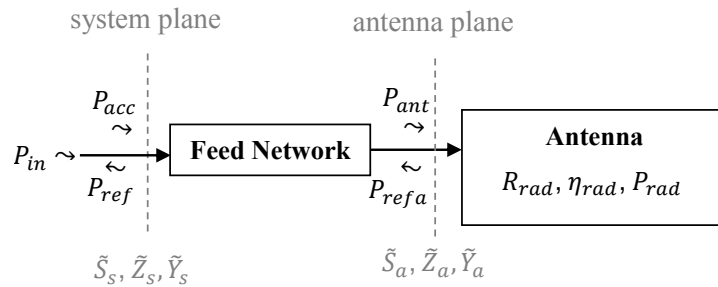 system plane
antenna plane
P_acc
P_ant
P_in
Feed Network
Antenna
P_ref
P_refa
R_rad, η_rad, P_rad
S̃_s, Z̃_s, Ỹ_s
S̃_a, Z̃_a, Ỹ_a